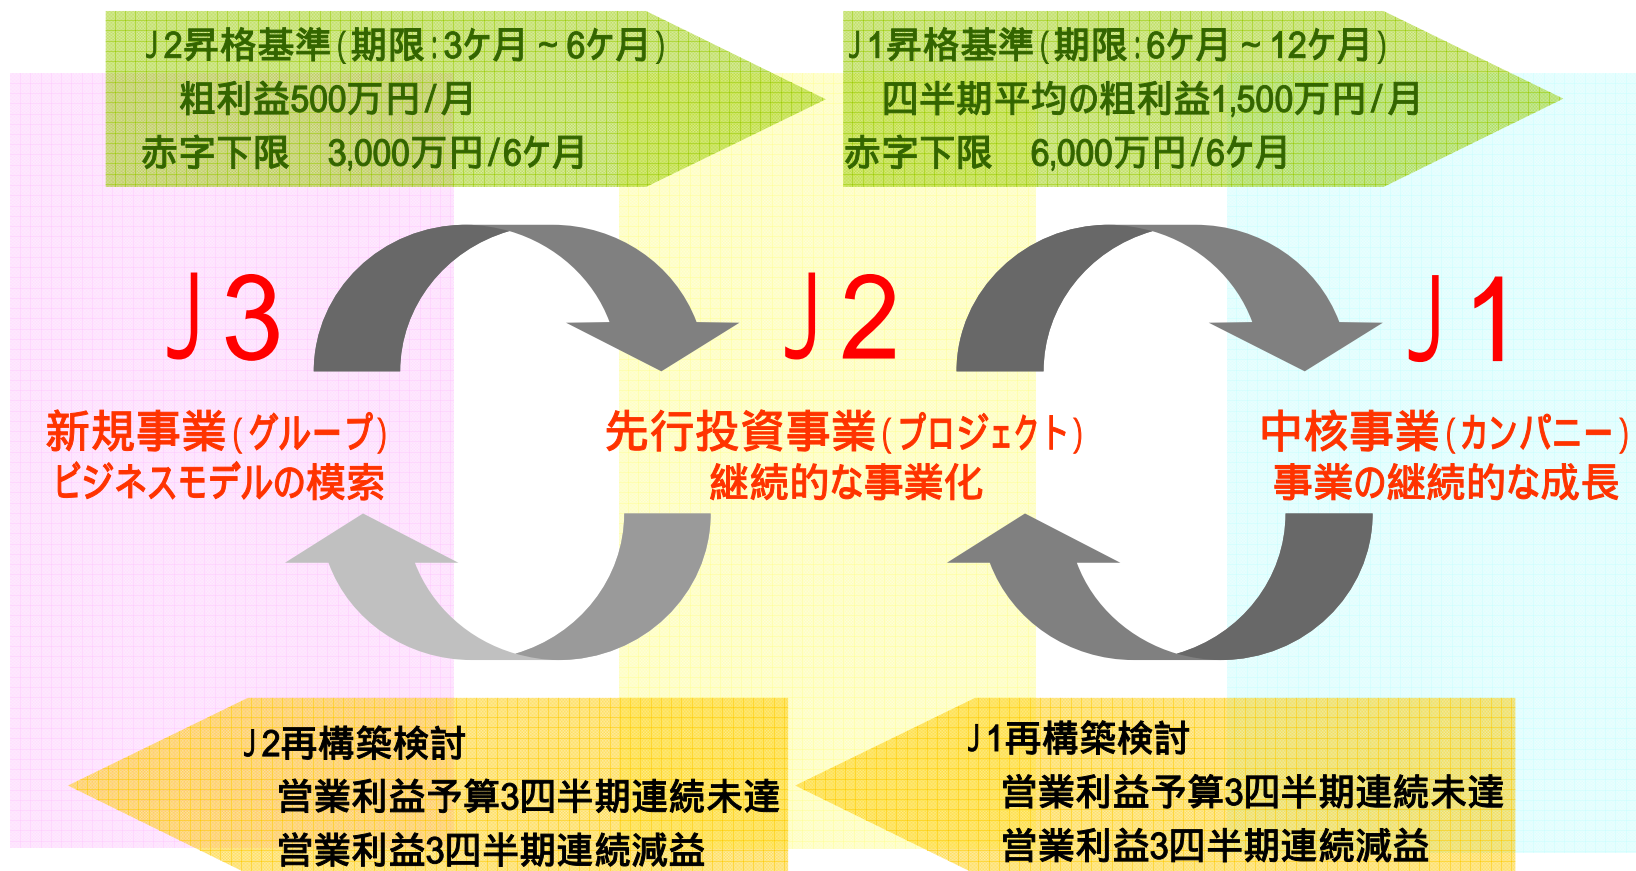 J2昇格基準(期限:3ケ月~6ケ月)
粗利益500万円/月
赤字下限 3,000万円/6ケ月
J1昇格基準(期限:6ケ月~12ケ月)
四半期平均の粗利益1,500万円/月
赤字下限 6,000万円/6ケ月
J3
新規事業(グループ)
ビジネスモデルの模索
J2
先行投資事業(プロジェクト)
継続的な事業化
J1
中核事業(カンパニー)
事業の継続的な成長
J2再構築検討
営業利益予算3四半期連続未達
営業利益3四半期連続減益
J1再構築検討
営業利益予算3四半期連続未達
営業利益3四半期連続減益